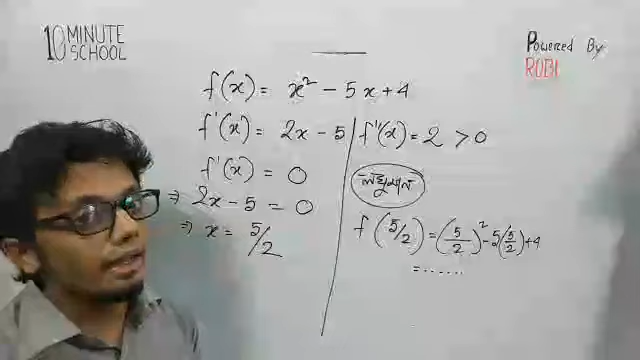 10 MINUTE SCHOOL
Powered By
ROBI
f(x) = x² - 5x + 4
f'(x) = 2x - 5
f'(x) = 0
⇒ 2x - 5 = 0
⇒ x = 5/2
f''(x) = 2 > 0
লঘুমান
f(5/2) = (5/2)² - 5(5/2) + 4
= ......